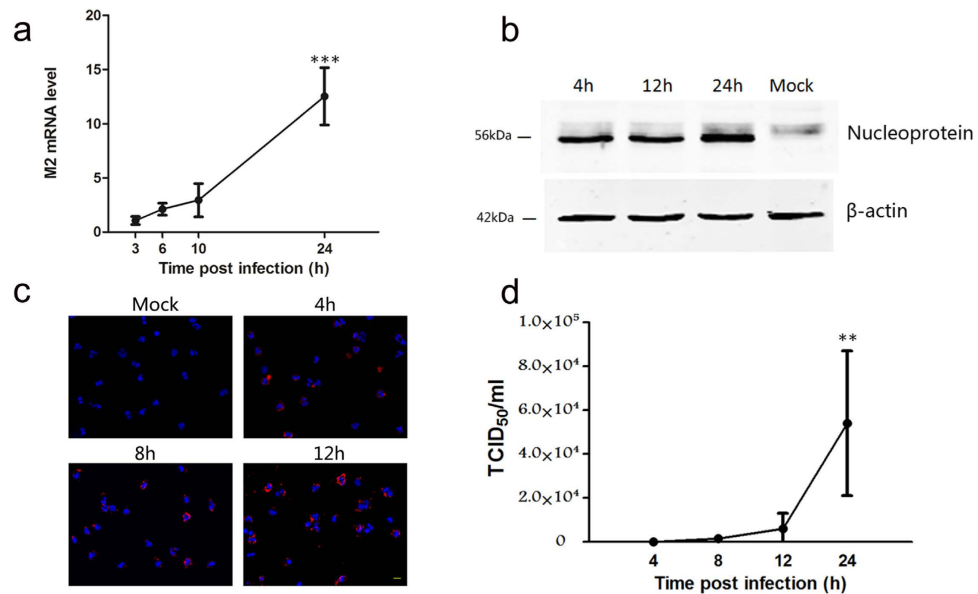 a
20
15
10
5
0
M2 mRNA level
***
3 6 10 24
Time post infection (h)
b
4h 12h 24h Mock
56kDa
Nucleoprotein
42kDa
β-actin
c
Mock 4h
8h 12h
d
1.0×10⁵
8.0×10⁴
6.0×10⁴
4.0×10⁴
2.0×10⁴
0
TCID₅₀/ml
**
4 8 12 24
Time post infection (h)